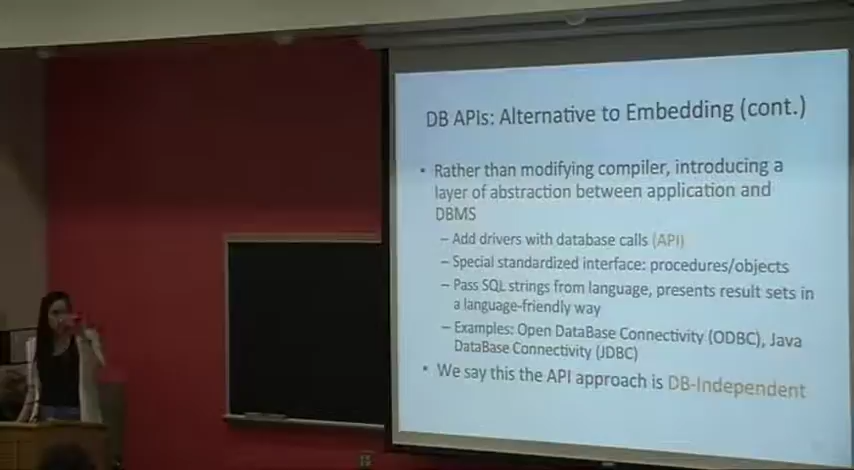 DB APIs: Alternative to Embedding (cont.)
• Rather than modifying compiler, introducing a
layer of abstraction between application and
DBMS
– Add drivers with database calls (API)
– Special standardized interface: procedures/objects
– Pass SQL strings from language, presents result sets in
a language-friendly way
– Examples: Open DataBase Connectivity (ODBC), Java
DataBase Connectivity (JDBC)
• We say this the API approach is DB-Independent